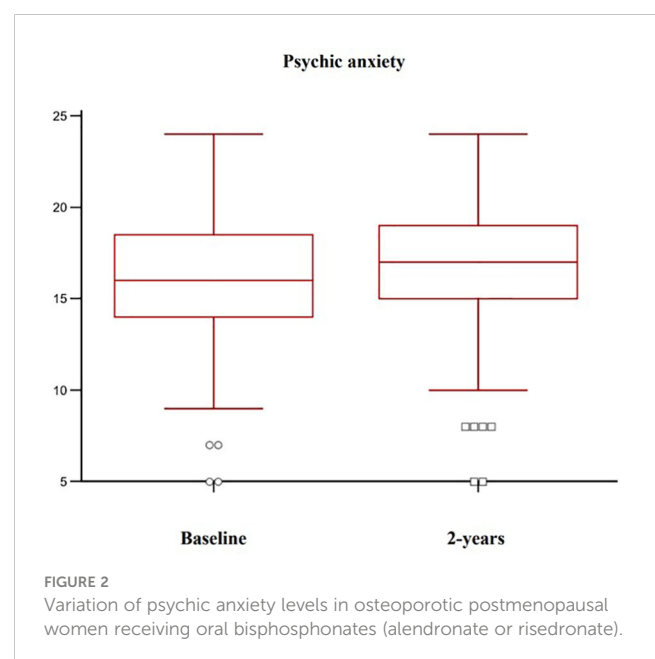 Psychic anxiety
25
20
15
10
5
Baseline 2-years
FIGURE 2
Variation of psychic anxiety levels in osteoporotic postmenopausal
women receiving oral bisphosphonates (alendronate or risedronate).